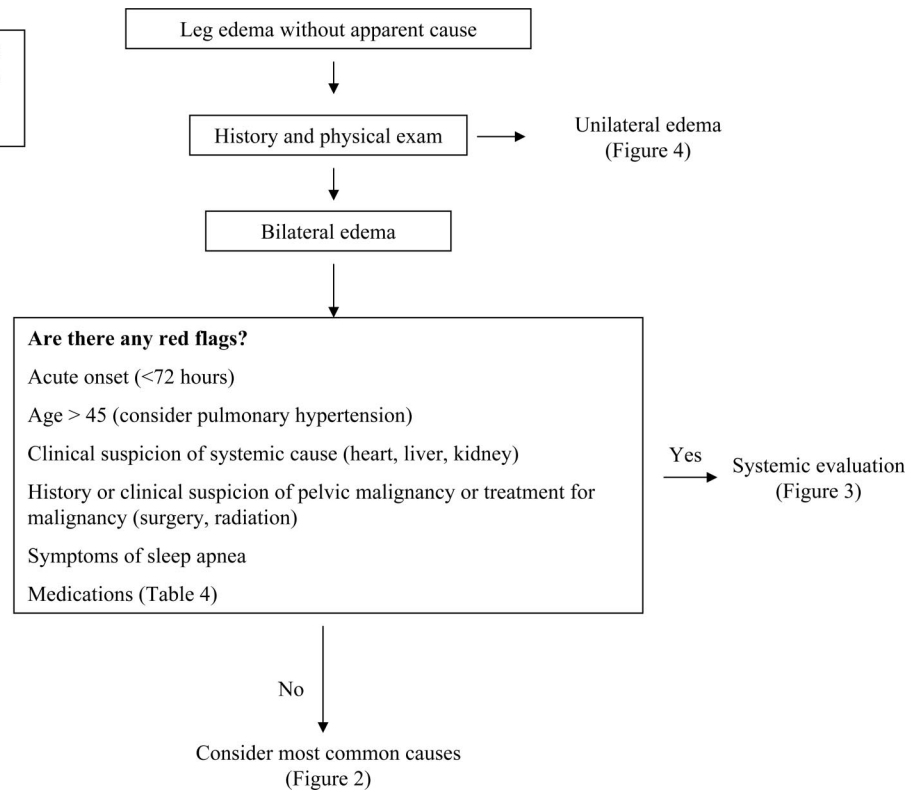 Leg edema without apparent cause
History and physical exam
Unilateral edema
(Figure 4)
Bilateral edema
Are there any red flags?
Acute onset (<72 hours)
Age > 45 (consider pulmonary hypertension)
Clinical suspicion of systemic cause (heart, liver, kidney)
History or clinical suspicion of pelvic malignancy or treatment for
malignancy (surgery, radiation)
Symptoms of sleep apnea
Medications (Table 4)
Yes
Systemic evaluation
(Figure 3)
No
Consider most common causes
(Figure 2)